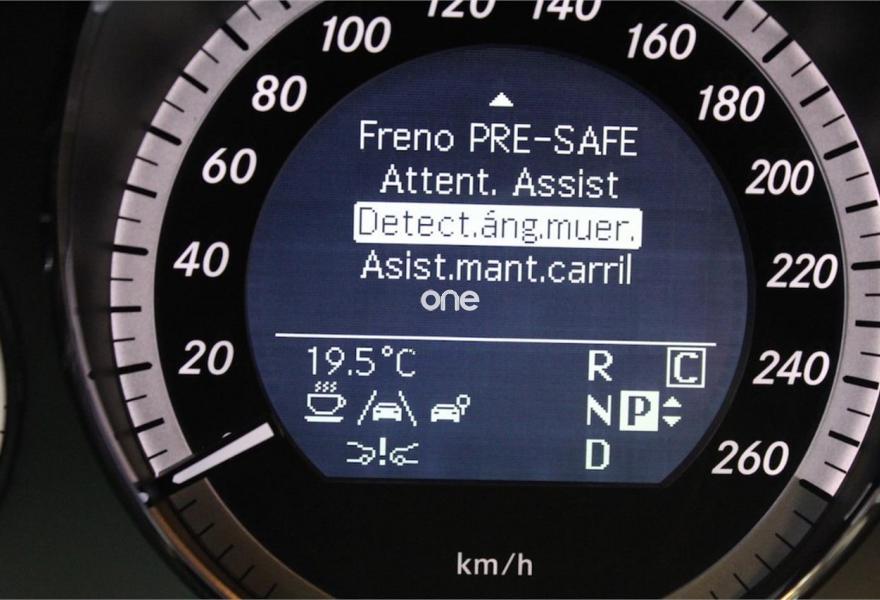 120 140
100 160
80 180
60 200
40 220
20 240
260
Freno PRE-SAFE
Attent. Assist
Detect.áng.muer.
Asist.mant.carril
one
19.5°C
R C
N P
D
km/h